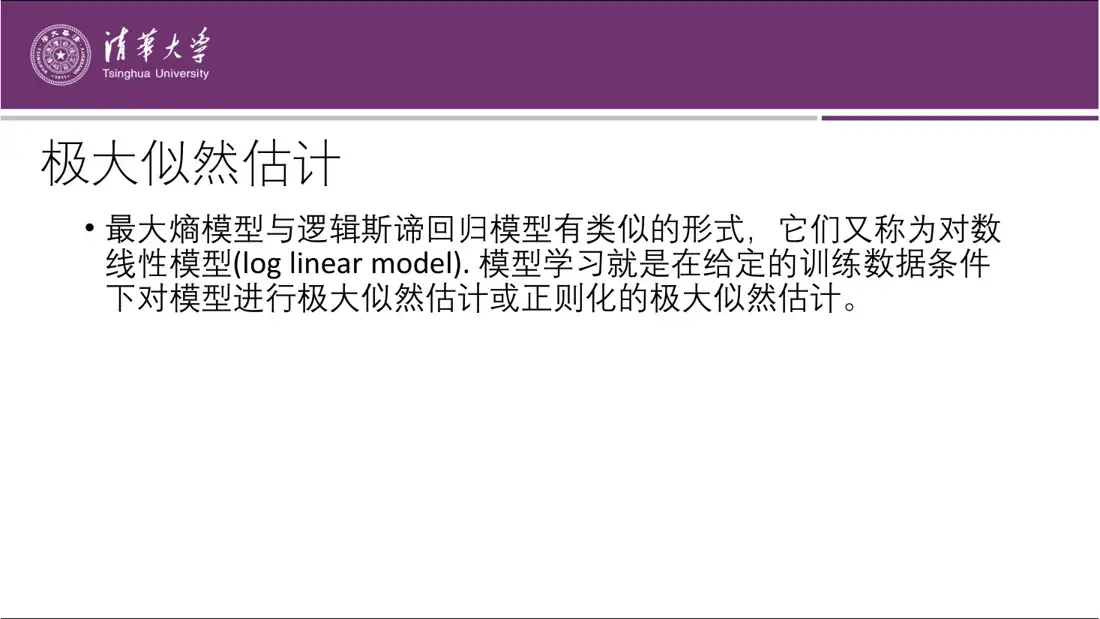 清华大学
Tsinghua University
极大似然估计
• 最大熵模型与逻辑斯谛回归模型有类似的形式，它们又称为对数
线性模型(log linear model). 模型学习就是在给定的训练数据条件
下对模型进行极大似然估计或正则化的极大似然估计。